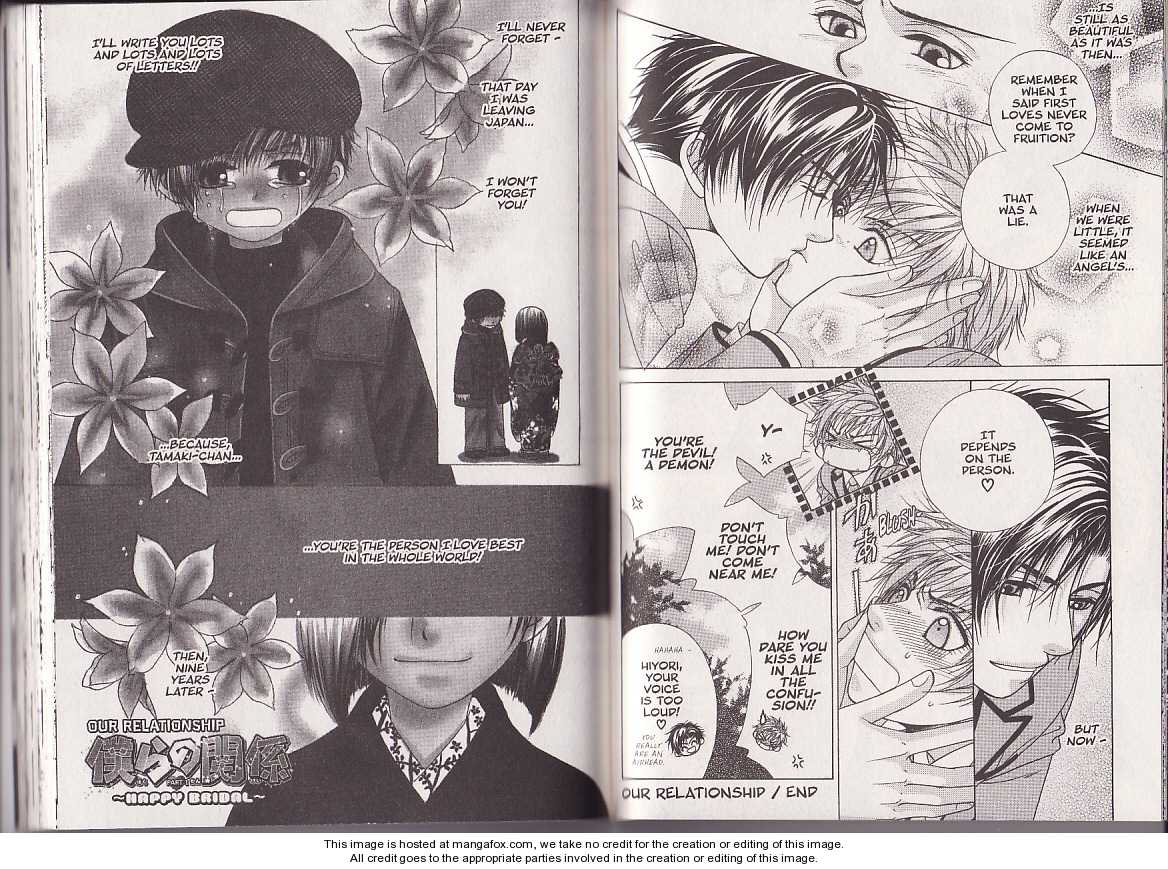 ...IS
STILL AS
BEAUTIFUL
AS IT WAS
THEN...
REMEMBER
WHEN I
SAID FIRST
LOVES NEVER
COME TO
FRUITION?
THAT
WAS A
LIE.
WHEN
WE WERE
LITTLE, IT
SEEMED
LIKE AN
ANGEL'S...
IT
DEPENDS
ON THE
PERSON.
♡
BUT
NOW -
BLUSH
Y-
YOU'RE
THE DEVIL!
A DEMON!
DON'T
TOUCH
ME! DON'T
COME
NEAR ME!
HOW
DARE YOU
KISS ME
IN ALL
THE
CONFU-
SION!!
HAHAHA -
HIYORI,
YOUR
VOICE
IS TOO
LOUD!
♡
YOU
REALLY
ARE AN
AIRHEAD.
OUR RELATIONSHIP / END
I'LL NEVER
FORGET -
THAT DAY
I WAS
LEAVING
JAPAN...
I'LL WRITE YOU LOTS
AND LOTS AND LOTS
OF LETTERS!!
I WON'T
FORGET
YOU!
...BECAUSE,
TAMAKI-CHAN...
...YOU'RE THE PERSON I LOVE BEST
IN THE WHOLE WORLD!
THEN,
NINE
YEARS
LATER -
OUR RELATIONSHIP
僕らの関係
~HAPPY BRIDAL~
This image is hosted at mangafox.com, we take no credit for the creation or editing of this image.
All credit goes to the appropriate parties involved in the creation or editing of this image.